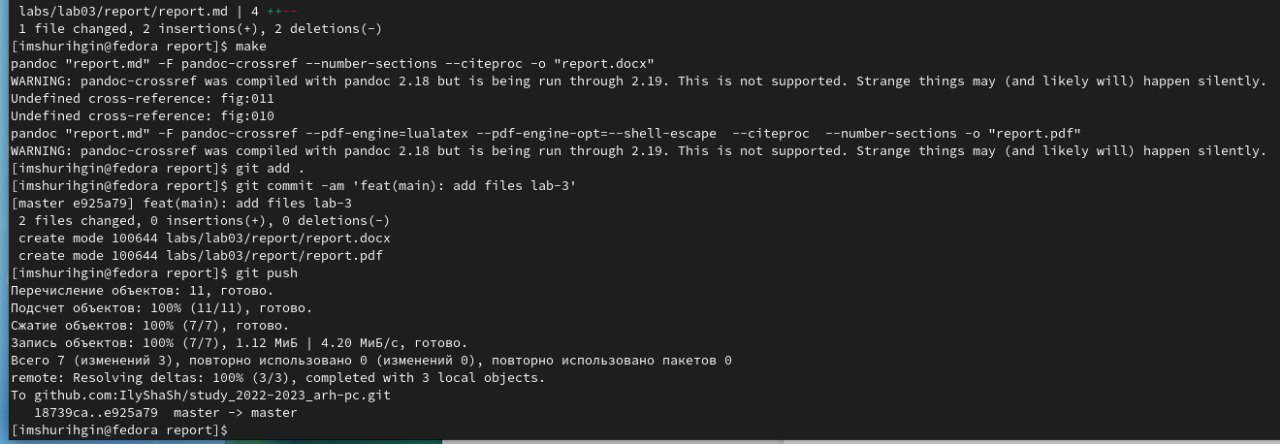 labs/lab03/report/report.md | 4 ++--
1 file changed, 2 insertions(+), 2 deletions(-)
[imshurihgin@fedora report]$ make
pandoc "report.md" -F pandoc-crossref --number-sections --citeproc -o "report.docx"
WARNING: pandoc-crossref was compiled with pandoc 2.18 but is being run through 2.19. This is not supported. Strange things may (and likely will) happen silently.
Undefined cross-reference: fig:011
Undefined cross-reference: fig:010
pandoc "report.md" -F pandoc-crossref --pdf-engine=lualatex --pdf-engine-opt=--shell-escape  --citeproc  --number-sections -o "report.pdf"
WARNING: pandoc-crossref was compiled with pandoc 2.18 but is being run through 2.19. This is not supported. Strange things may (and likely will) happen silently.
[imshurihgin@fedora report]$ git add .
[imshurihgin@fedora report]$ git commit -am 'feat(main): add files lab-3'
[master e925a79] feat(main): add files lab-3
2 files changed, 0 insertions(+), 0 deletions(-)
create mode 100644 labs/lab03/report/report.docx
create mode 100644 labs/lab03/report/report.pdf
[imshurihgin@fedora report]$ git push
Перечисление объектов: 11, готово.
Подсчет объектов: 100% (11/11), готово.
Сжатие объектов: 100% (7/7), готово.
Запись объектов: 100% (7/7), 1.12 МиБ | 4.20 МиБ/с, готово.
Всего 7 (изменений 3), повторно использовано 0 (изменений 0), повторно использовано пакетов 0
remote: Resolving deltas: 100% (3/3), completed with 3 local objects.
To github.com:IlyShaSh/study_2022-2023_arh-pc.git
18739ca..e925a79  master -> master
[imshurihgin@fedora report]$